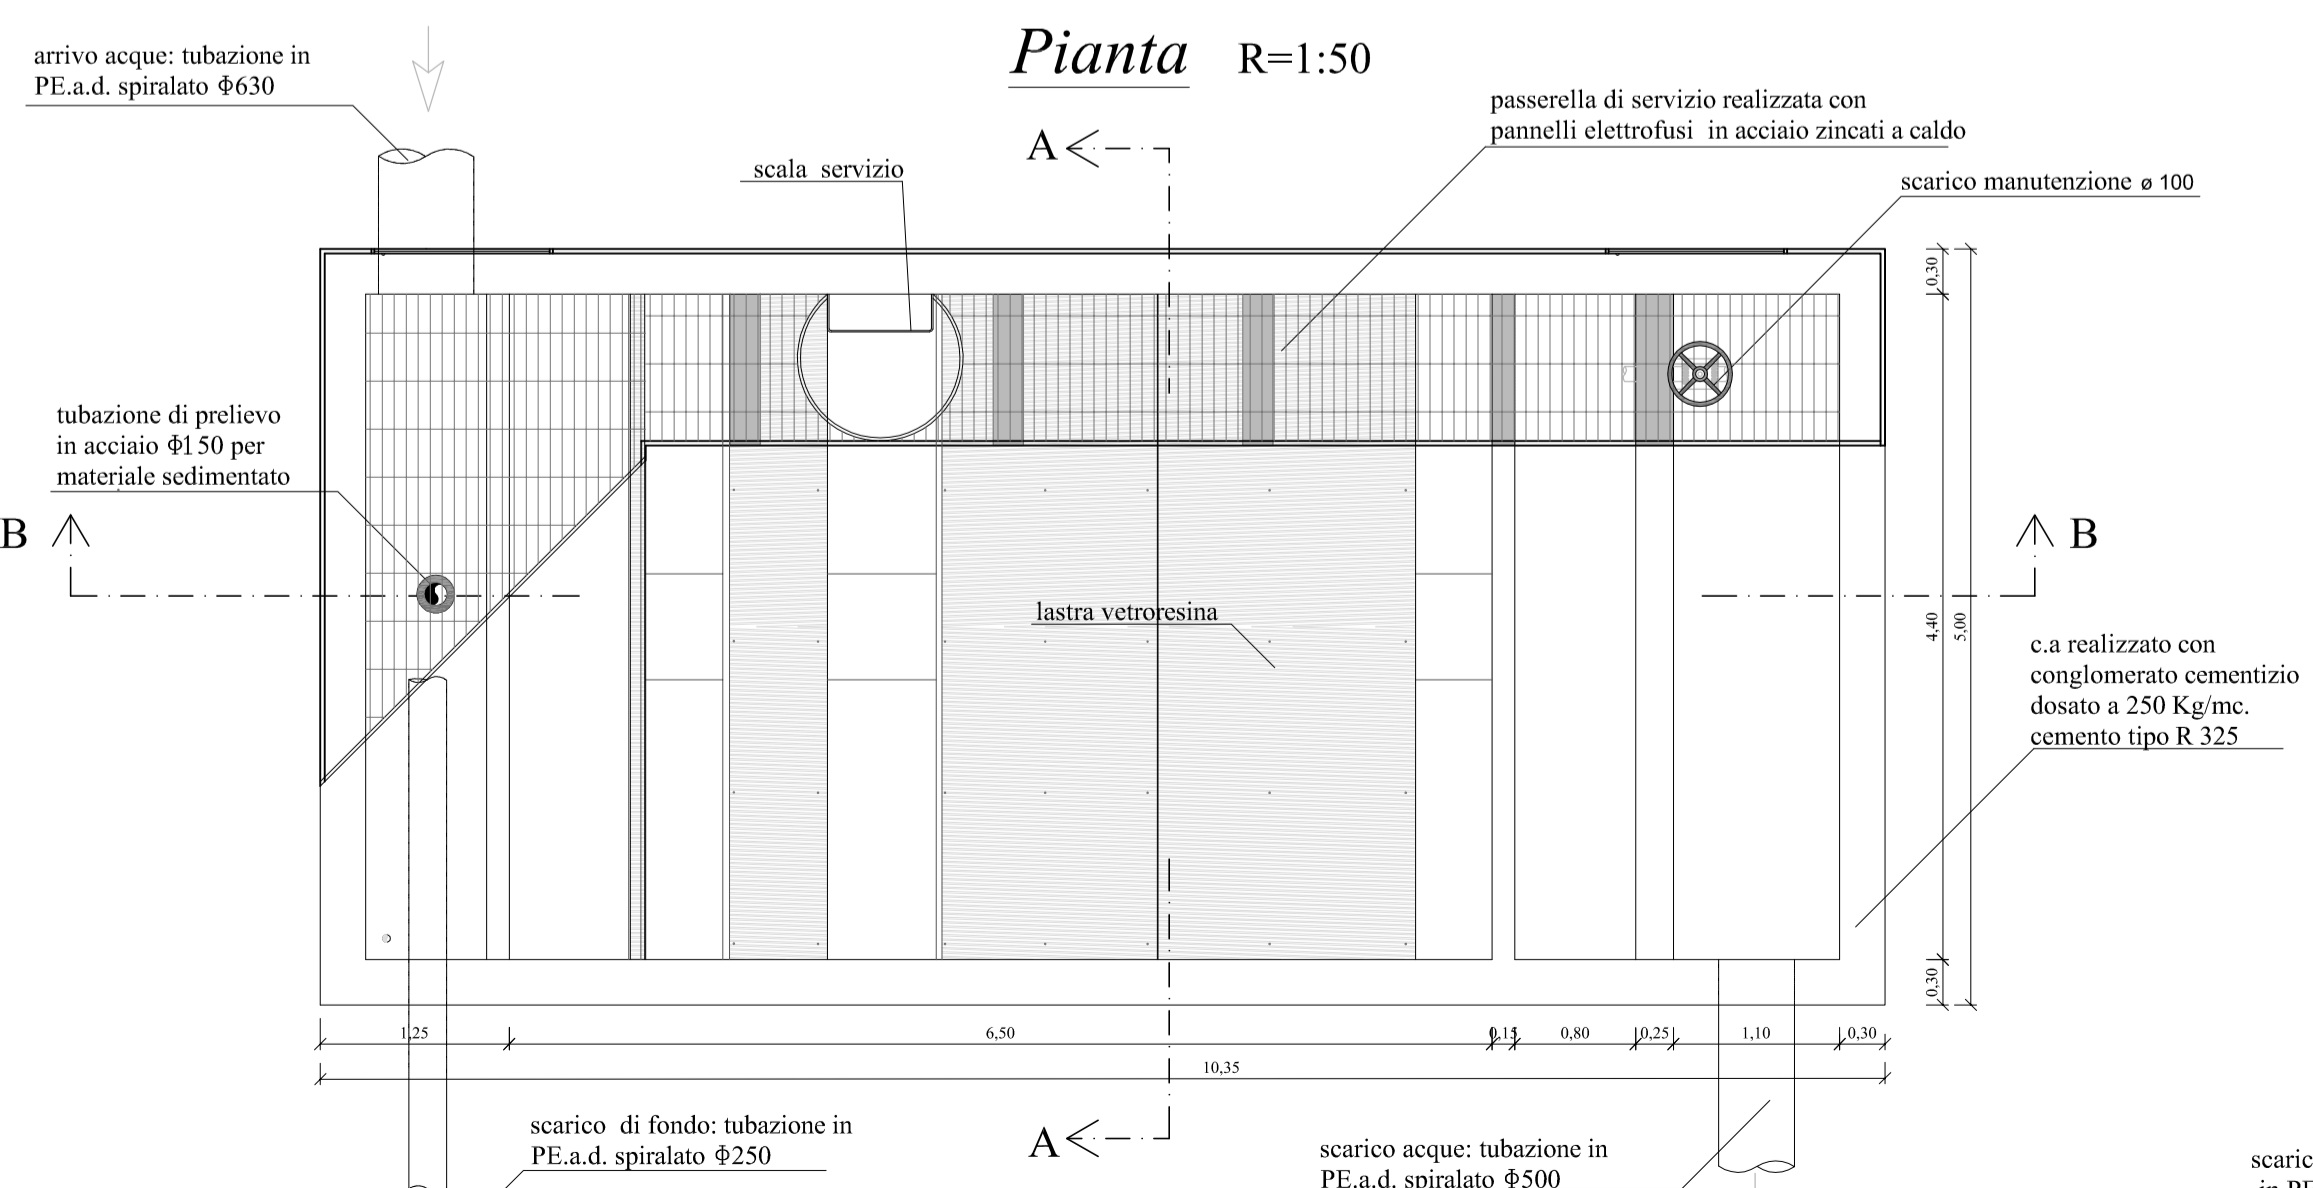 Pianta R=1:50
arrivo acque: tubazione in
PE.a.d. spiralato Φ630
passerella di servizio realizzata con
pannelli elettrofusi in acciaio zincati a caldo
A
scala servizio
scarico manutenzione ø 100
0,30
tubazione di prelievo
in acciaio Φ150 per
materiale sedimentato
B
B
lastra vetroresina
4,40
5,00
c.a realizzato con
conglomerato cementizio
dosato a 250 Kg/mc.
cemento tipo R 325
0,30
1,25 6,50 0,15 0,80 0,25 1,10 0,30
10,35
scarico di fondo: tubazione in
PE.a.d. spiralato Φ250
A
scarico acque: tubazione in
PE.a.d. spiralato Φ500
scaric
in PE